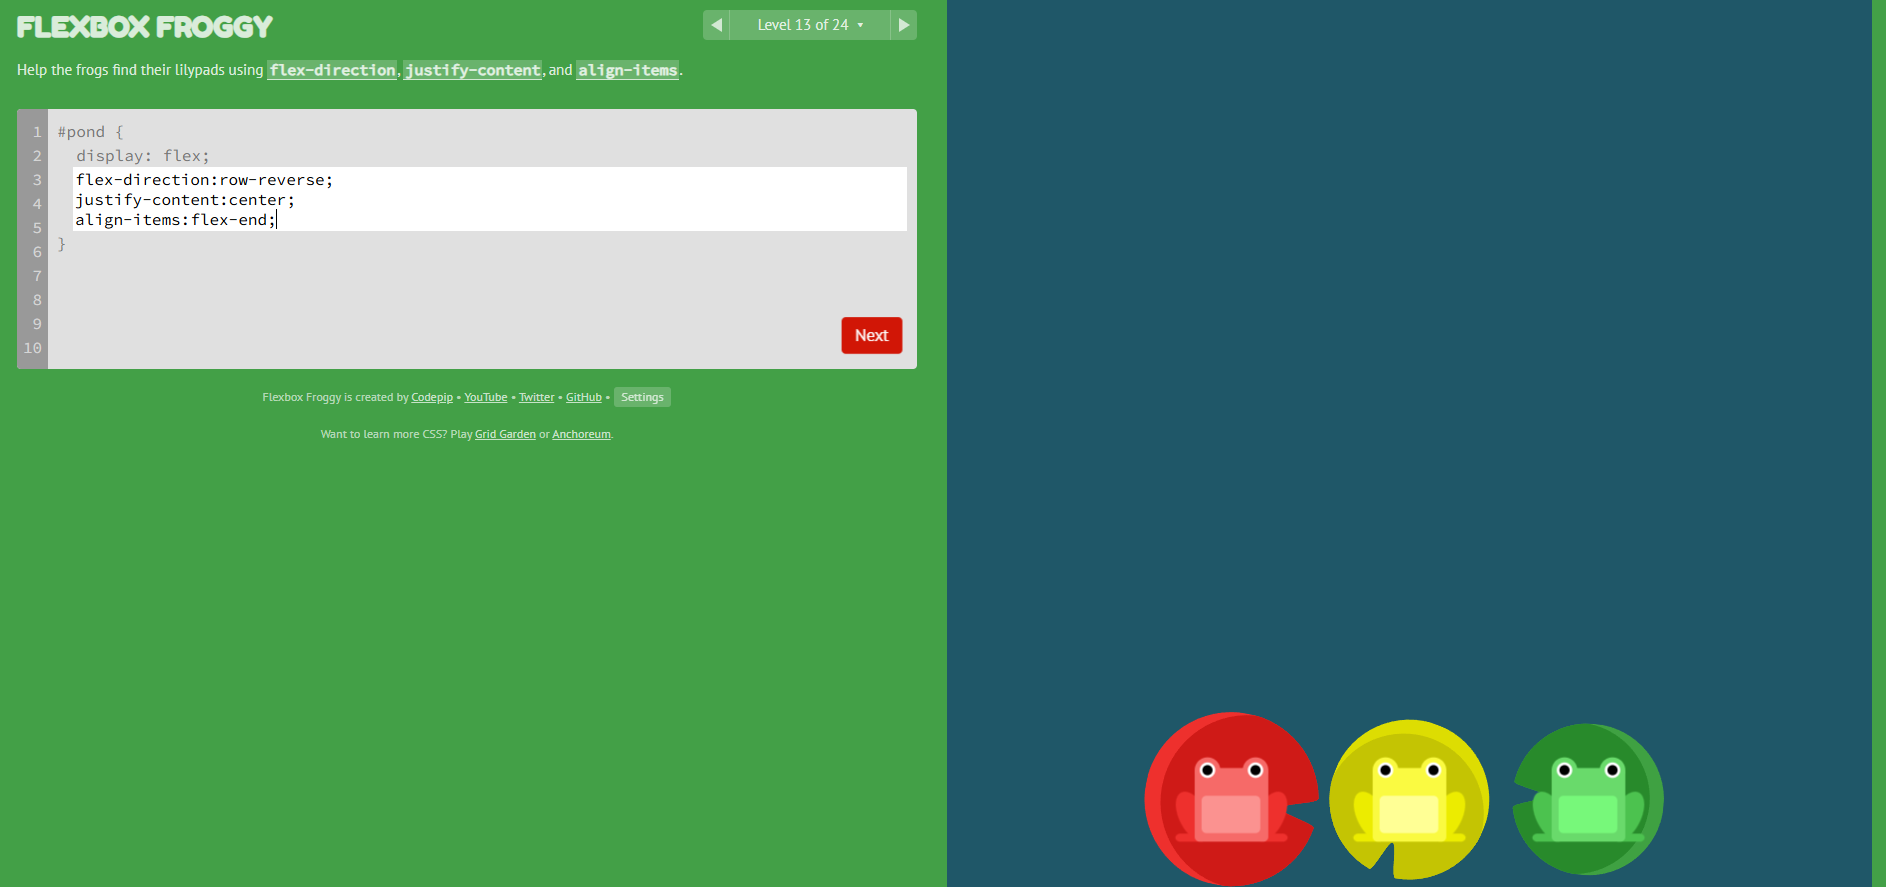 FLEXBOX FROGGY
Level 13 of 24
Help the frogs find their lilypads using flex-direction, justify-content, and align-items.
1 #pond {
2 display: flex;
3 flex-direction:row-reverse;
4 justify-content:center;
5 align-items:flex-end;
6 }
7
8
9
10
Next
Flexbox Froggy is created by Codepip • YouTube • Twitter • GitHub • Settings
Want to learn more CSS? Play Grid Garden or Anchoreum.